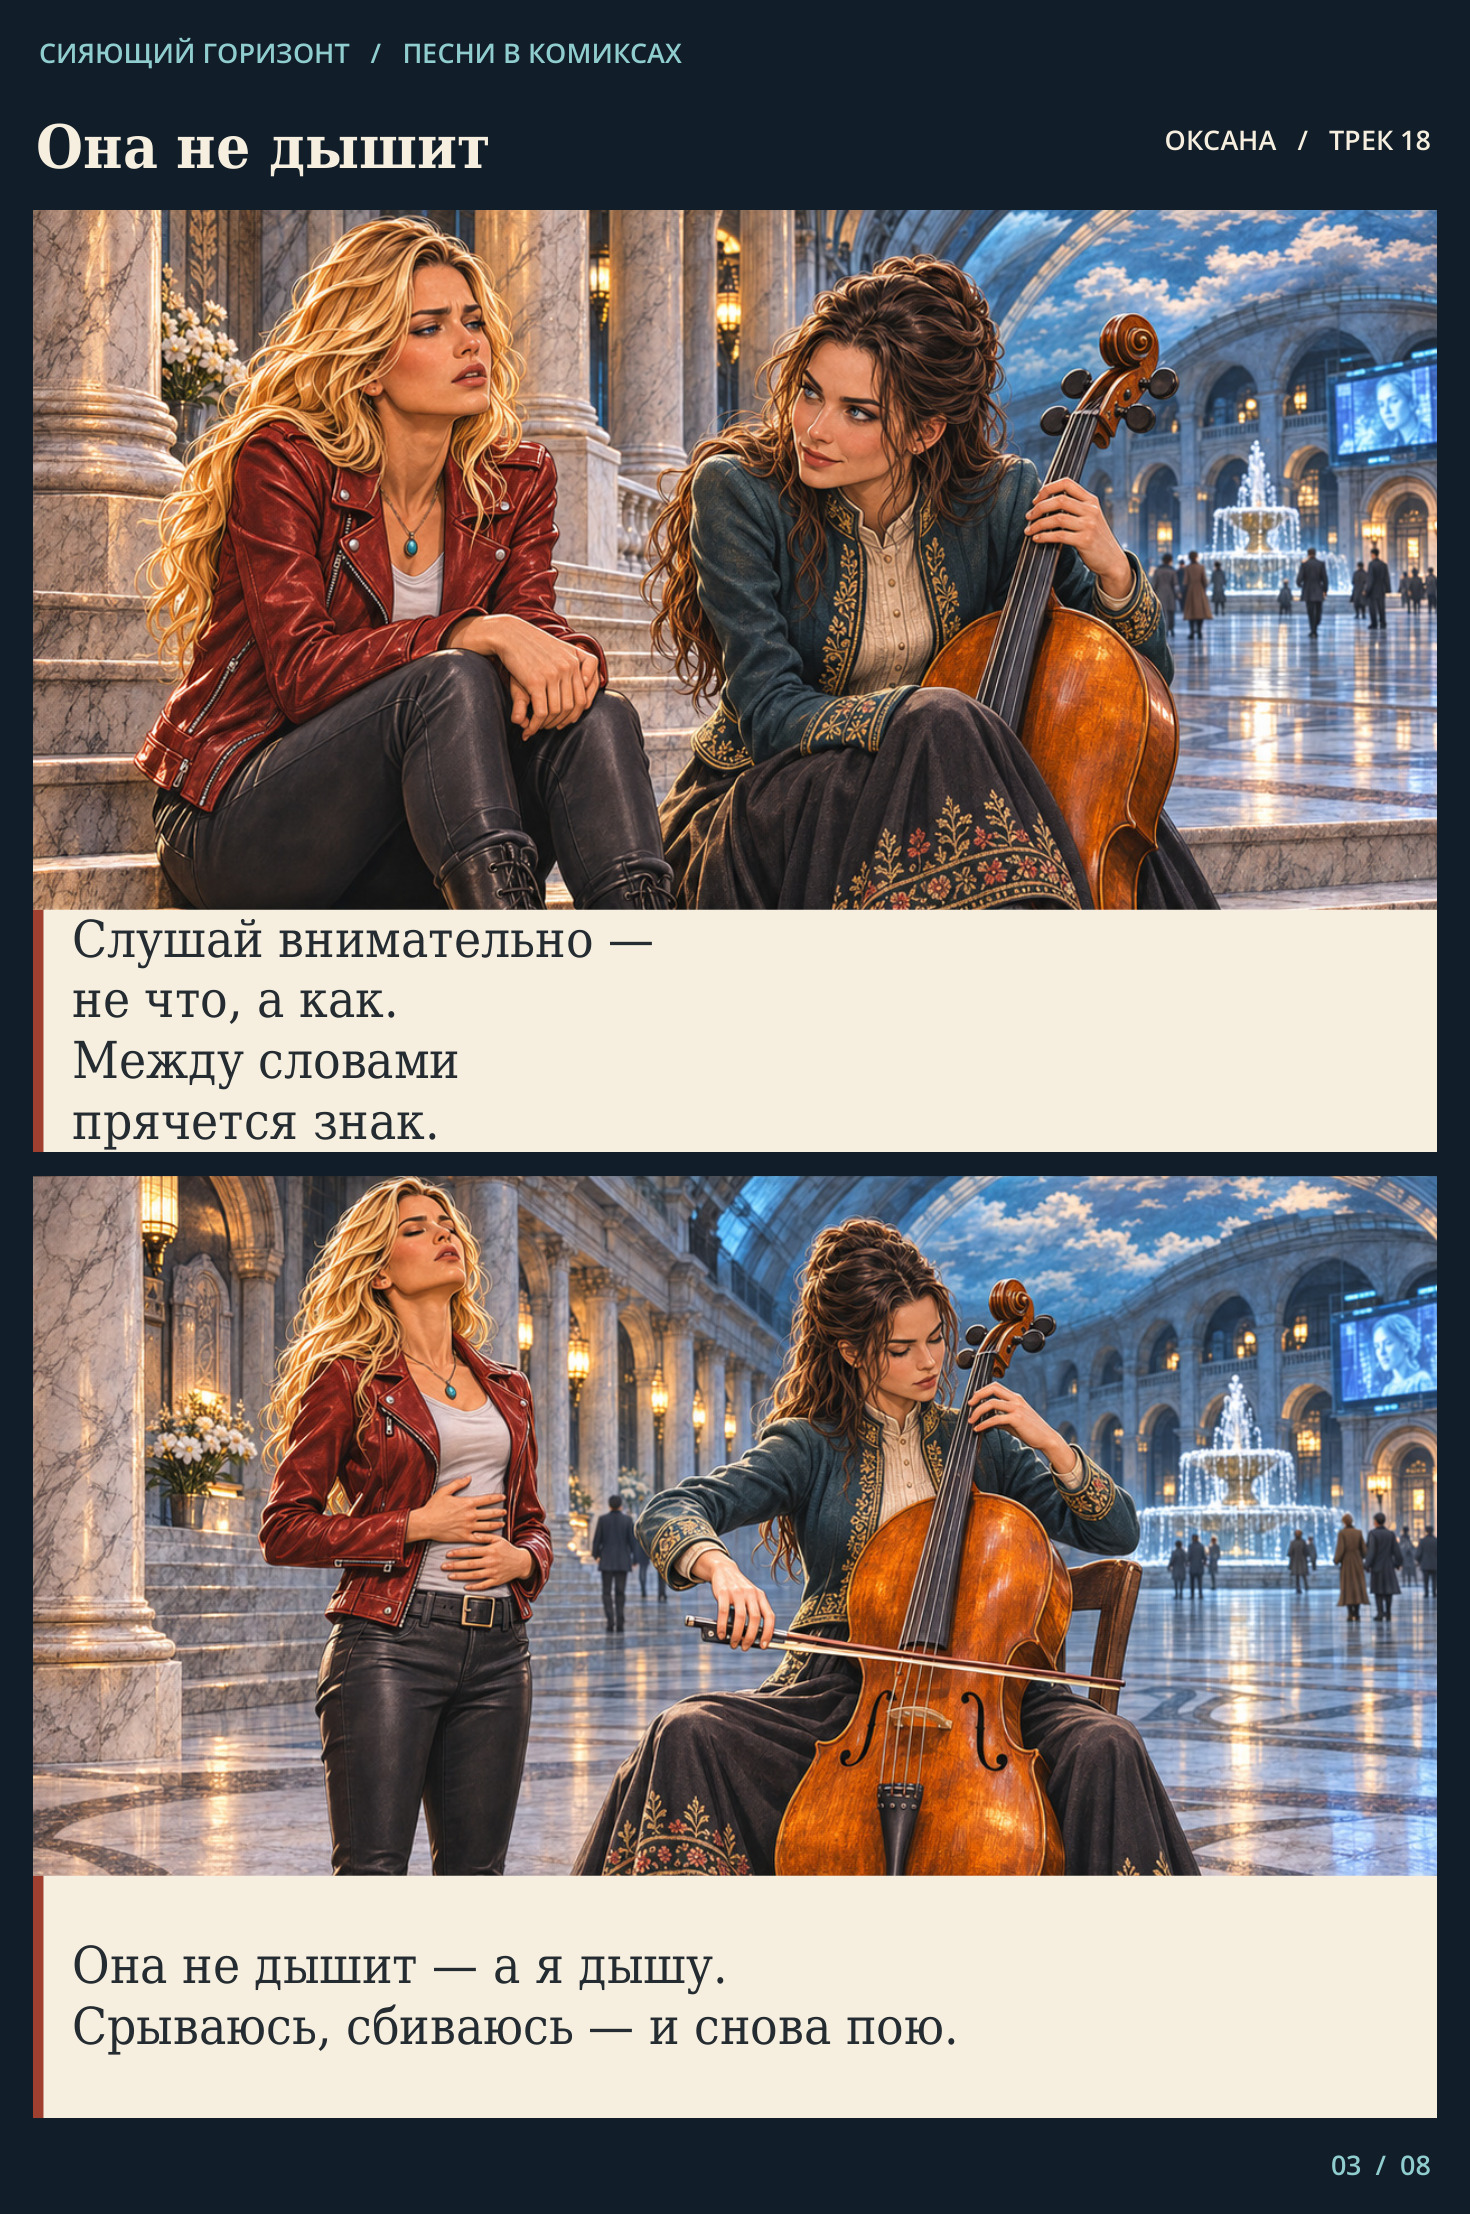 СИЯЮЩИЙ ГОРИЗОНТ / ПЕСНИ В КОМИКСАХ
Она не дышит
ОКСАНА / ТРЕК 18
Слушай внимательно —
не что, а как.
Между словами
прячется знак.
Она не дышит — а я дышу.
Срываюсь, сбиваюсь — и снова пою.
03 / 08